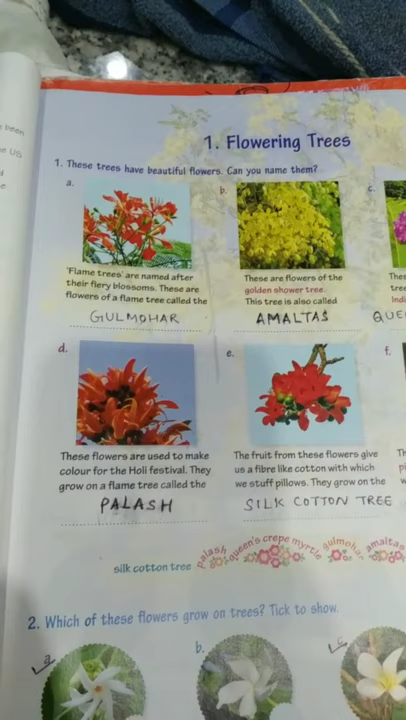 been
US
1. Flowering Trees
1. These trees have beautiful flowers. Can you name them?
a.
'Flame trees' are named after
their fiery blossoms. These are
flowers of a flame tree called the
GULMOHAR
b.
These are flowers of the
golden shower tree.
This tree is also called
AMALTAS
c.
d.
These flowers are used to make
colour for the Holi festival. They
grow on a flame tree called the
PALASH
e.
The fruit from these flowers give
us a fibre like cotton with which
we stuff pillows. They grow on the
SILK COTTON TREE
f.
silk cotton tree palash queen's crepe myrtle gulmohar amaltas
2. Which of these flowers grow on trees? Tick to show.
a
b.
c